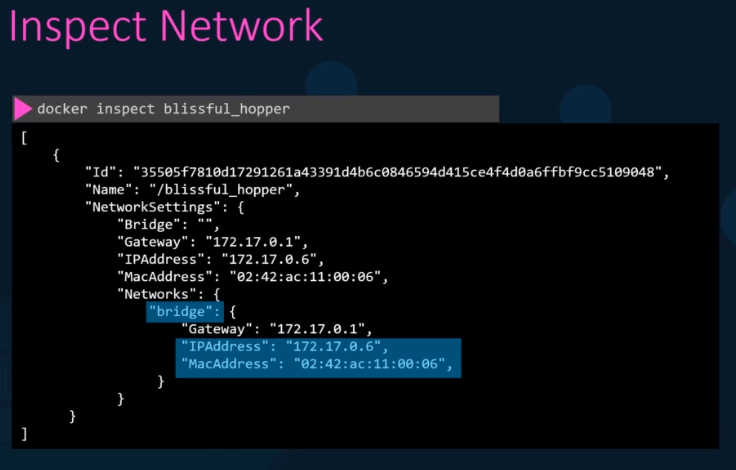 Inspect Network
docker inspect blissful_hopper
[
    {
        "Id": "35505f7810d17291261a43391d4b6c0846594d415ce4f4d0a6ffbf9cc5109048",
        "Name": "/blissful_hopper",
        "NetworkSettings": {
            "Bridge": "",
            "Gateway": "172.17.0.1",
            "IPAddress": "172.17.0.6",
            "MacAddress": "02:42:ac:11:00:06",
            "Networks": {
                "bridge": {
                    "Gateway": "172.17.0.1",
                    "IPAddress": "172.17.0.6",
                    "MacAddress": "02:42:ac:11:00:06",
                 }
            }
      }
]